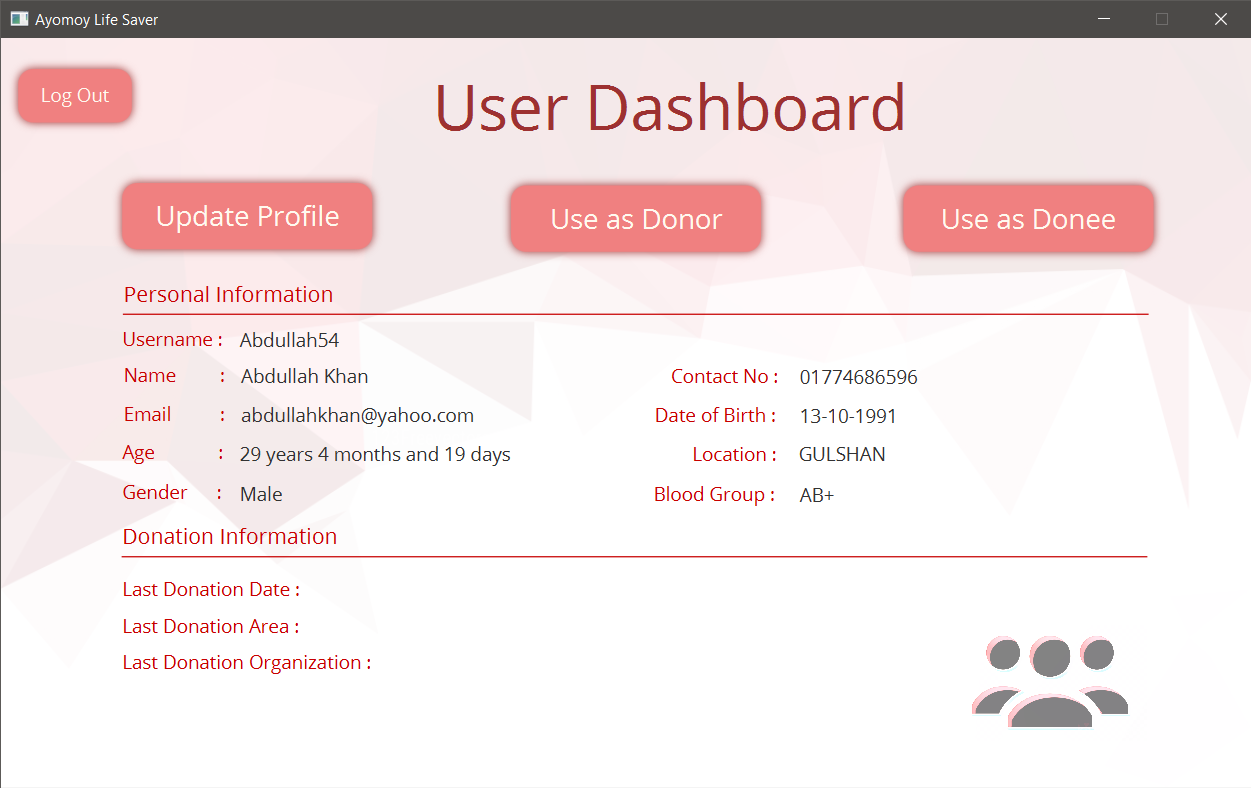 Ayomoy Life Saver
Log Out
User Dashboard
Update Profile
Use as Donor
Use as Donee
Personal Information
Username : Abdullah54
Name : Abdullah Khan
Contact No : 01774686596
Email : abdullahkhan@yahoo.com
Date of Birth : 13-10-1991
Age : 29 years 4 months and 19 days
Location : GULSHAN
Gender : Male
Blood Group : AB+
Donation Information
Last Donation Date :
Last Donation Area :
Last Donation Organization :